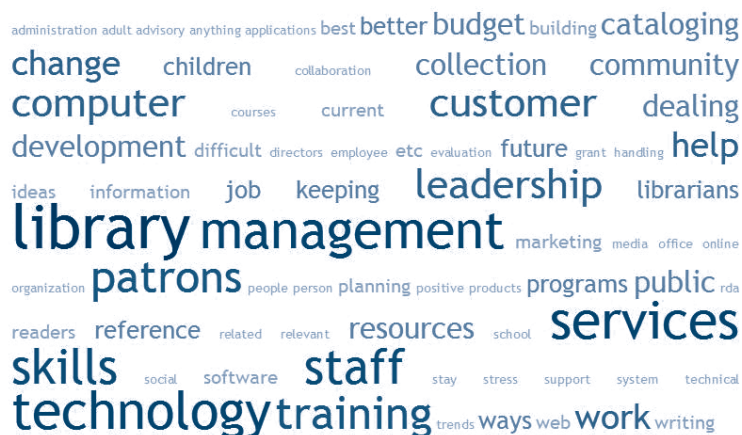 administration adult advisory anything applications best better budget building cataloging
change children collaboration collection community
computer courses current customer dealing
development difficult directors employee etc evaluation future grant handling help
ideas information job keeping leadership librarians
library management marketing media office online
organization patrons people person planning positive products programs public rda
readers reference related relevant resources school services
skills social software staff stay stress support system technical
technology training trends ways web work writing